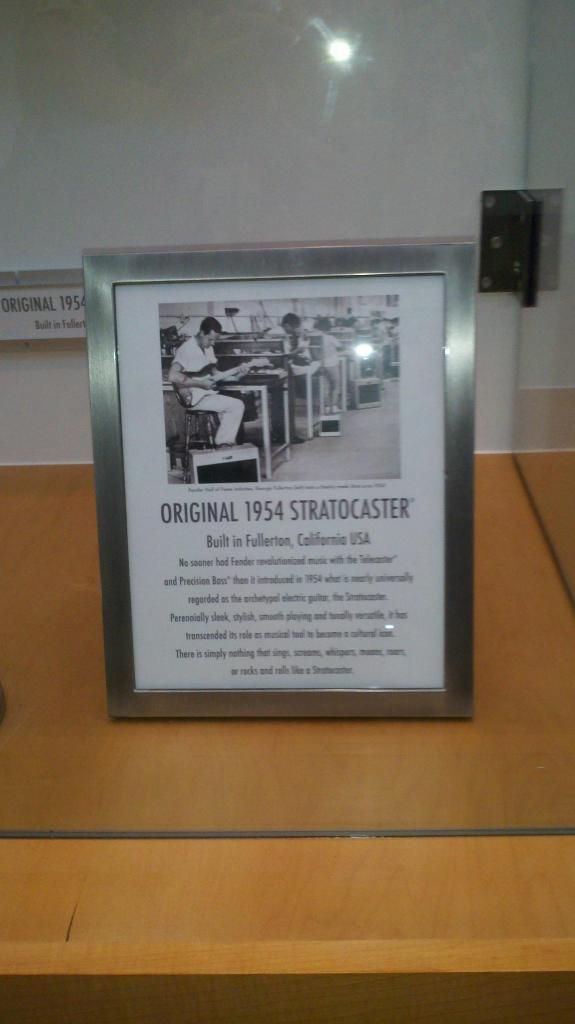 ORIGINAL 1954
Built in Fullert
ORIGINAL 1954 STRATOCASTER®
Built in Fullerton, California USA
No sooner had Fender revolutionized music with the Telecaster®
and Precision Bass® than it introduced in 1954 what is nearly universally
regarded as the archetypal electric guitar, the Stratocaster.
Perennially sleek, stylish, smooth playing and tonally versatile, it has
transcended its role as musical tool to become a cultural icon.
There is simply nothing that sings, screams, whispers, moans, roars,
or rocks and rolls like a Stratocaster.